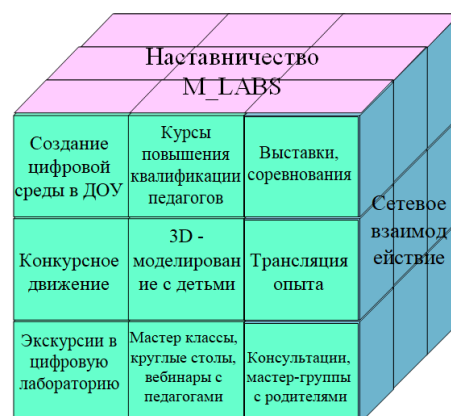 Наставничество
M_LABS
Создание
цифровой
среды в ДОУ
Курсы
повышения
квалификации
педагогов
Выставки,
соревнования
Сетевое
взаимод
ействие
Конкурсное
движение
3D -
моделирован
ие с детьми
Трансляция
опыта
Экскурсии в
цифровую
лабораторию
Мастер классы,
круглые столы,
вебинары с
педагогами
Консультации,
мастер-группы
с родителями